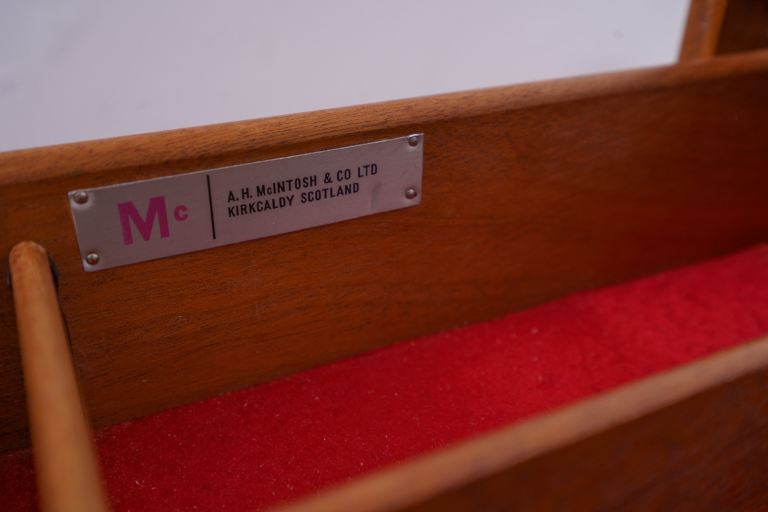 Mc
A.H. McINTOSH & CO LTD
KIRKCALDY SCOTLAND